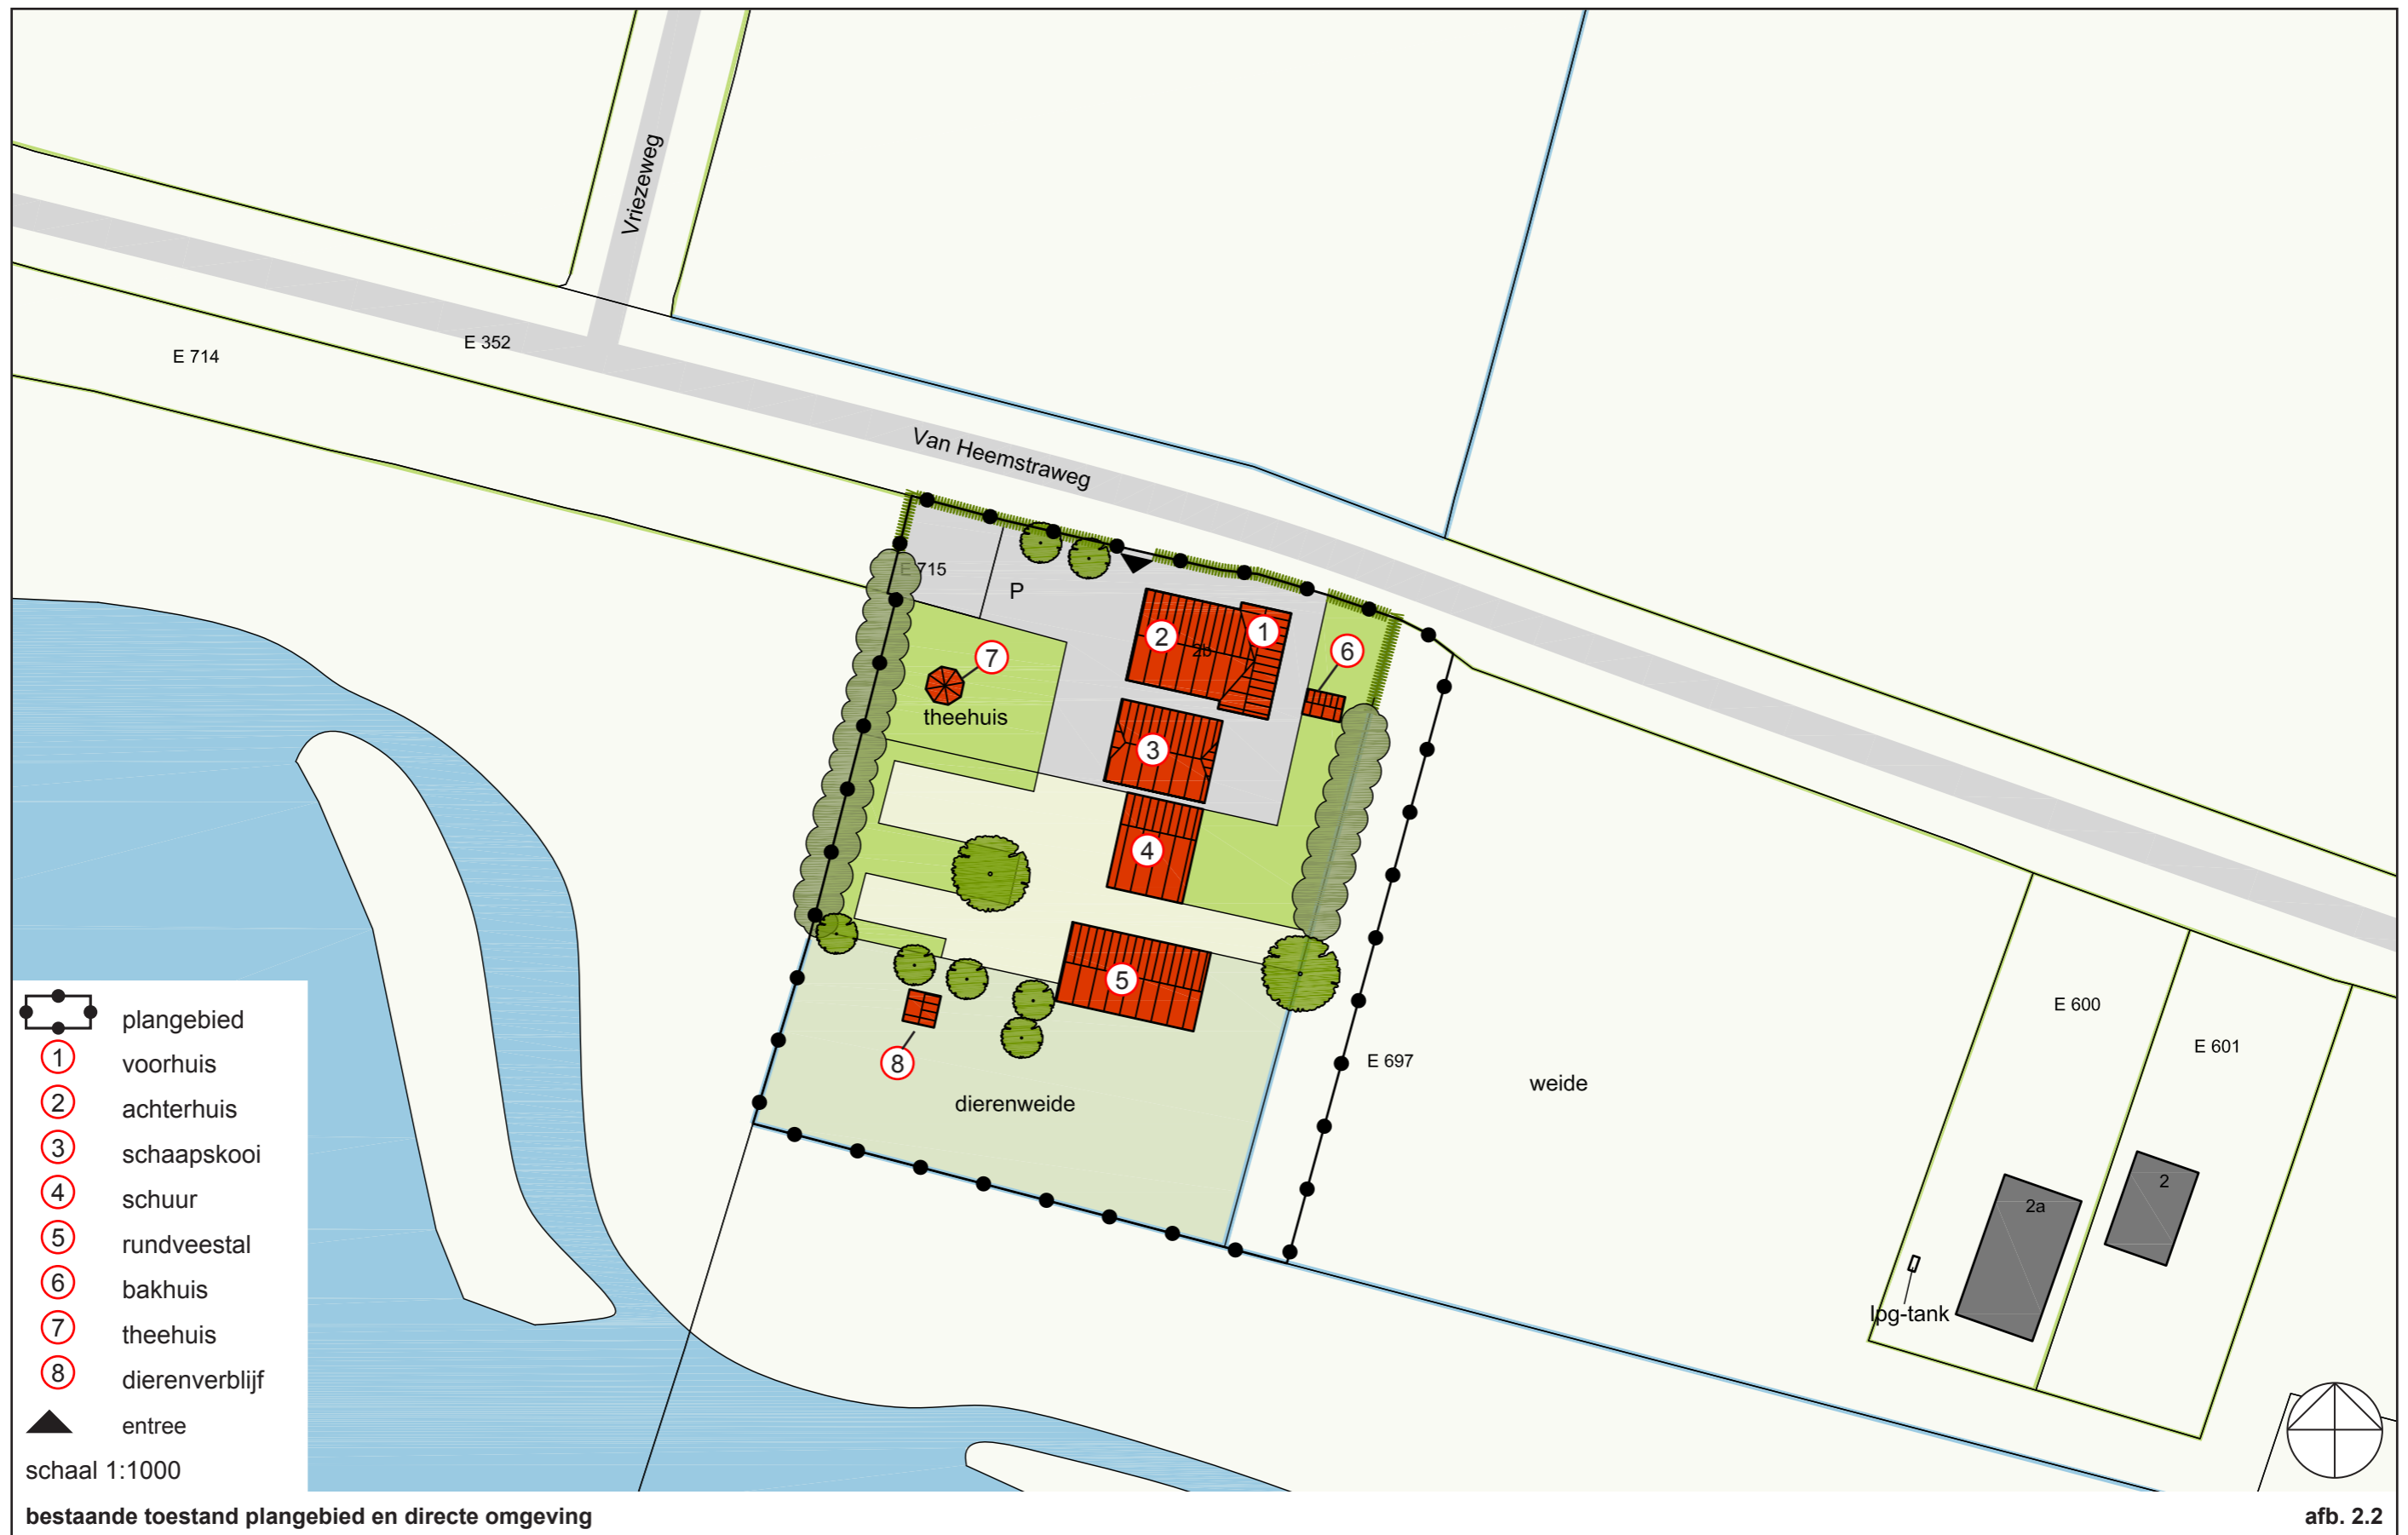 Vriezeweg
E 352
E 714
Van Heemstraweg
E 715
P
1
2
2b
6
7
theehuis
3
4
5
8
dierenweide
E 697
weide
E 600
E 601
2
2a
lpg-tank
plangebied
1 voorhuis
2 achterhuis
3 schaapskooi
4 schuur
5 rundveestal
6 bakhuis
7 theehuis
8 dierenverblijf
entree
schaal 1:1000
bestaande toestand plangebied en directe omgeving
afb. 2.2